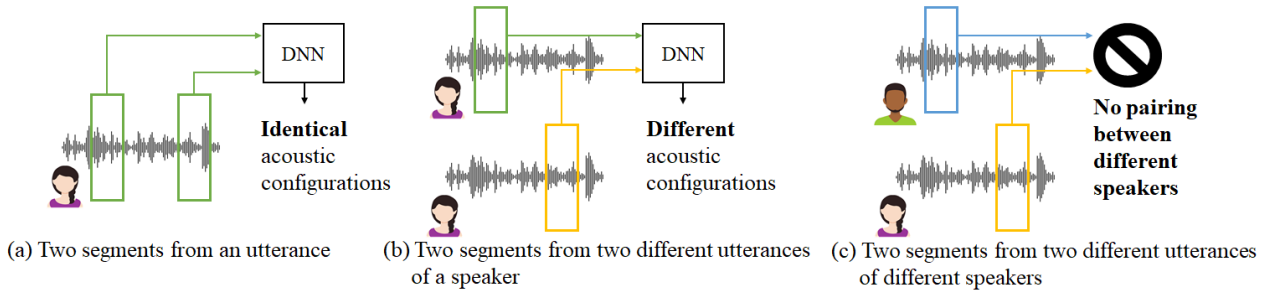 DNN
Identical
acoustic
configurations
(a) Two segments from an utterance
DNN
Different
acoustic
configurations
(b) Two segments from two different utterances
of a speaker
No pairing
between
different
speakers
(c) Two segments from two different utterances
of different speakers